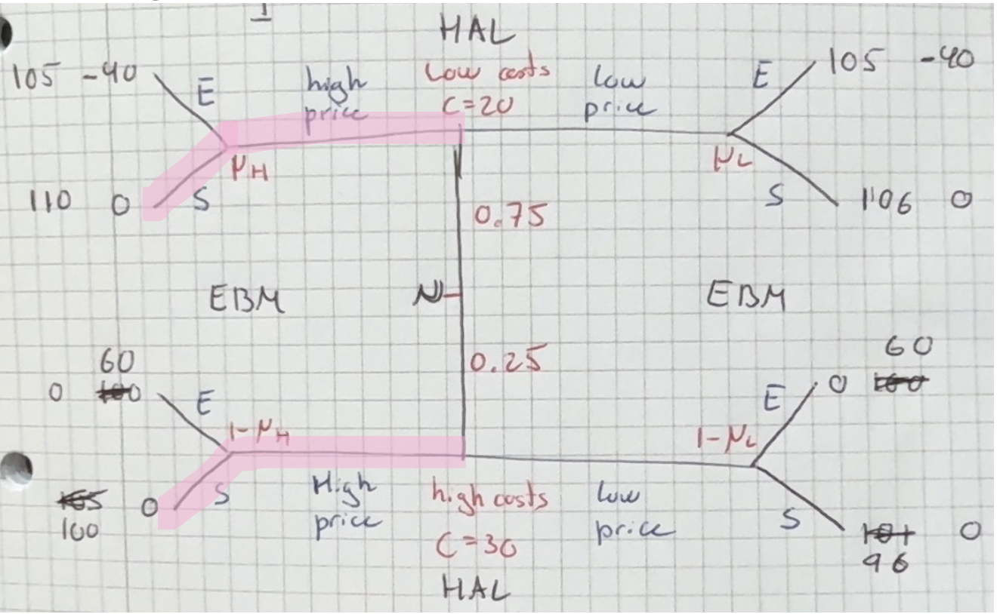 1
HAL
105 -40
E
high
price
Low costs
C=20
low
price
E
105 -40
μH
μL
110 0
S
S
106 0
0.75
EBM
N
EBM
0.25
60
100
0
E
1-μH
60
100
0
E
1-μL
105
100
0
S
High
price
high costs
C=30
low
price
S
101
96
0
HAL